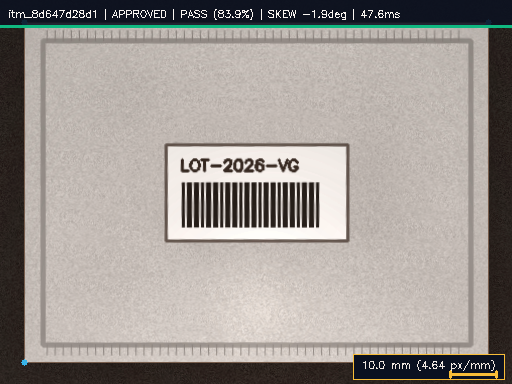 itm_8d647d28d1 | APPROVED | PASS (83.9%) | SKEW -1.9deg | 47.6ms
LOT-2026-VG
10.0 mm (4.64 px/mm)